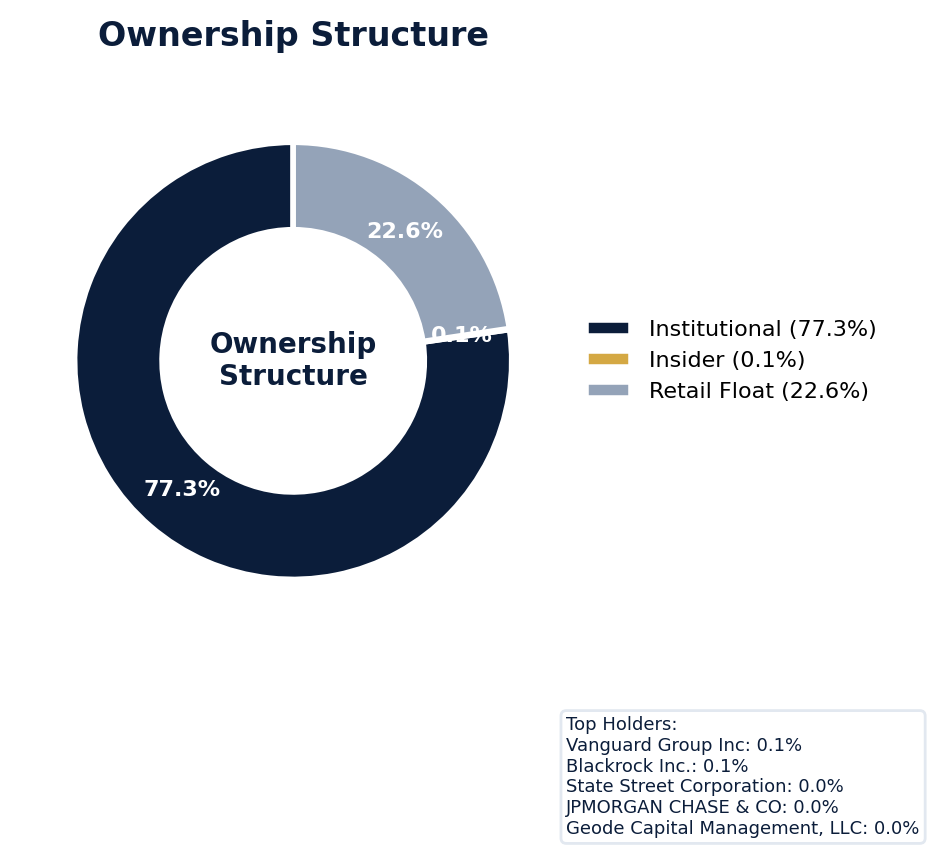 Ownership Structure
22.6%
0.1%
Ownership
Structure
77.3%
Institutional (77.3%)
Insider (0.1%)
Retail Float (22.6%)
Top Holders:
Vanguard Group Inc: 0.1%
Blackrock Inc.: 0.1%
State Street Corporation: 0.0%
JPMORGAN CHASE & CO: 0.0%
Geode Capital Management, LLC: 0.0%